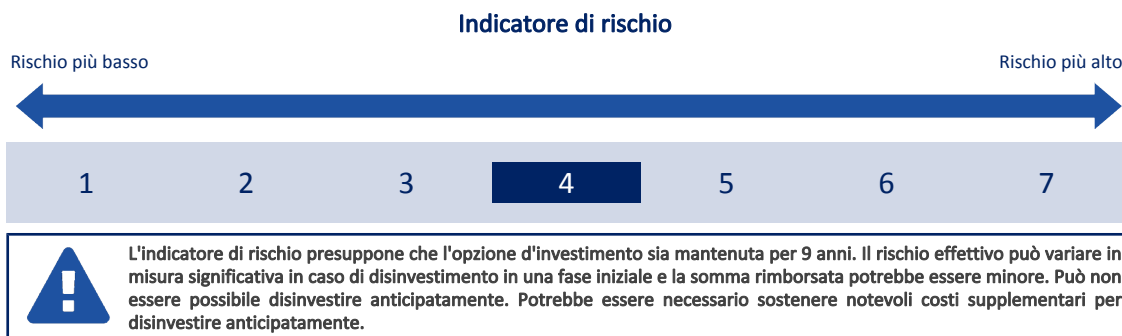 Indicatore di rischio
Rischio più basso
Rischio più alto
1 2 3 4 5 6 7
L'indicatore di rischio presuppone che l'opzione d'investimento sia mantenuta per 9 anni. Il rischio effettivo può variare in
misura significativa in caso di disinvestimento in una fase iniziale e la somma rimborsata potrebbe essere minore. Può non
essere possibile disinvestire anticipatamente. Potrebbe essere necessario sostenere notevoli costi supplementari per
disinvestire anticipatamente.